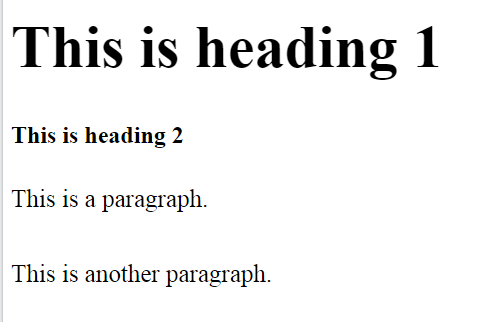 This is heading 1
This is heading 2
This is a paragraph.
This is another paragraph.